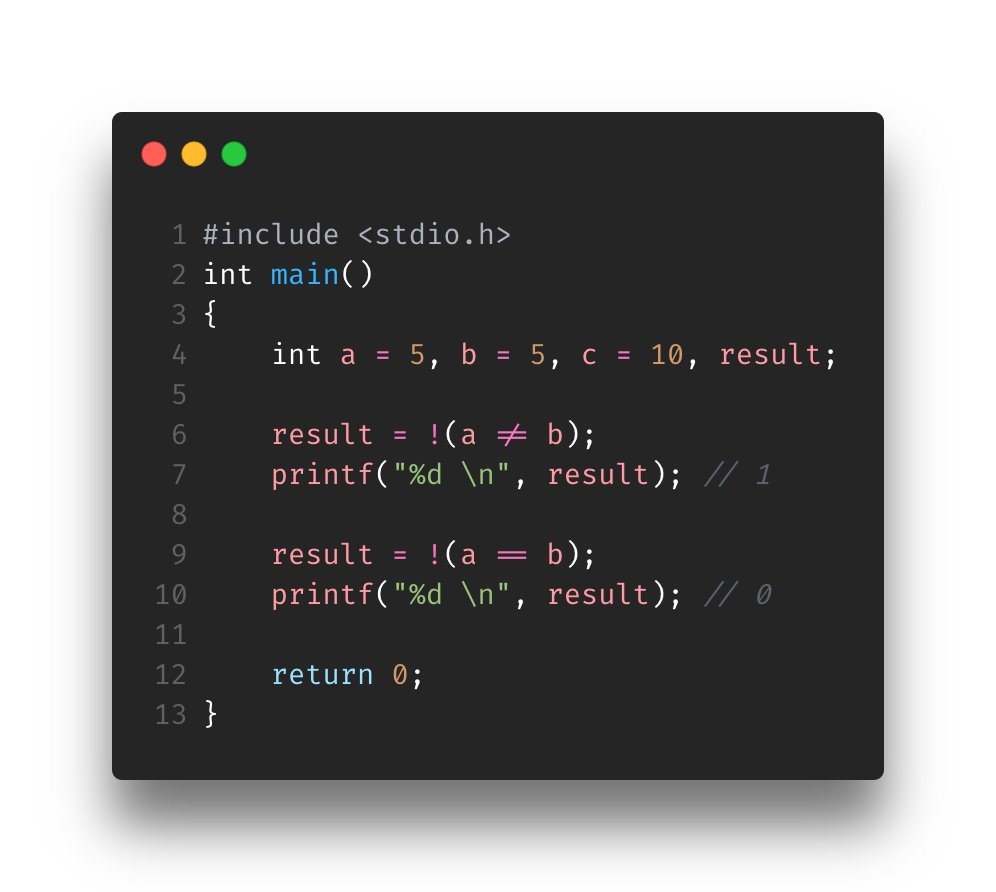 1 #include <stdio.h>
2 int main()
3 {
4     int a = 5, b = 5, c = 10, result;
5
6     result = !(a != b);
7     printf("%d \n", result); // 1
8
9     result = !(a == b);
10     printf("%d \n", result); // 0
11
12     return 0;
13 }